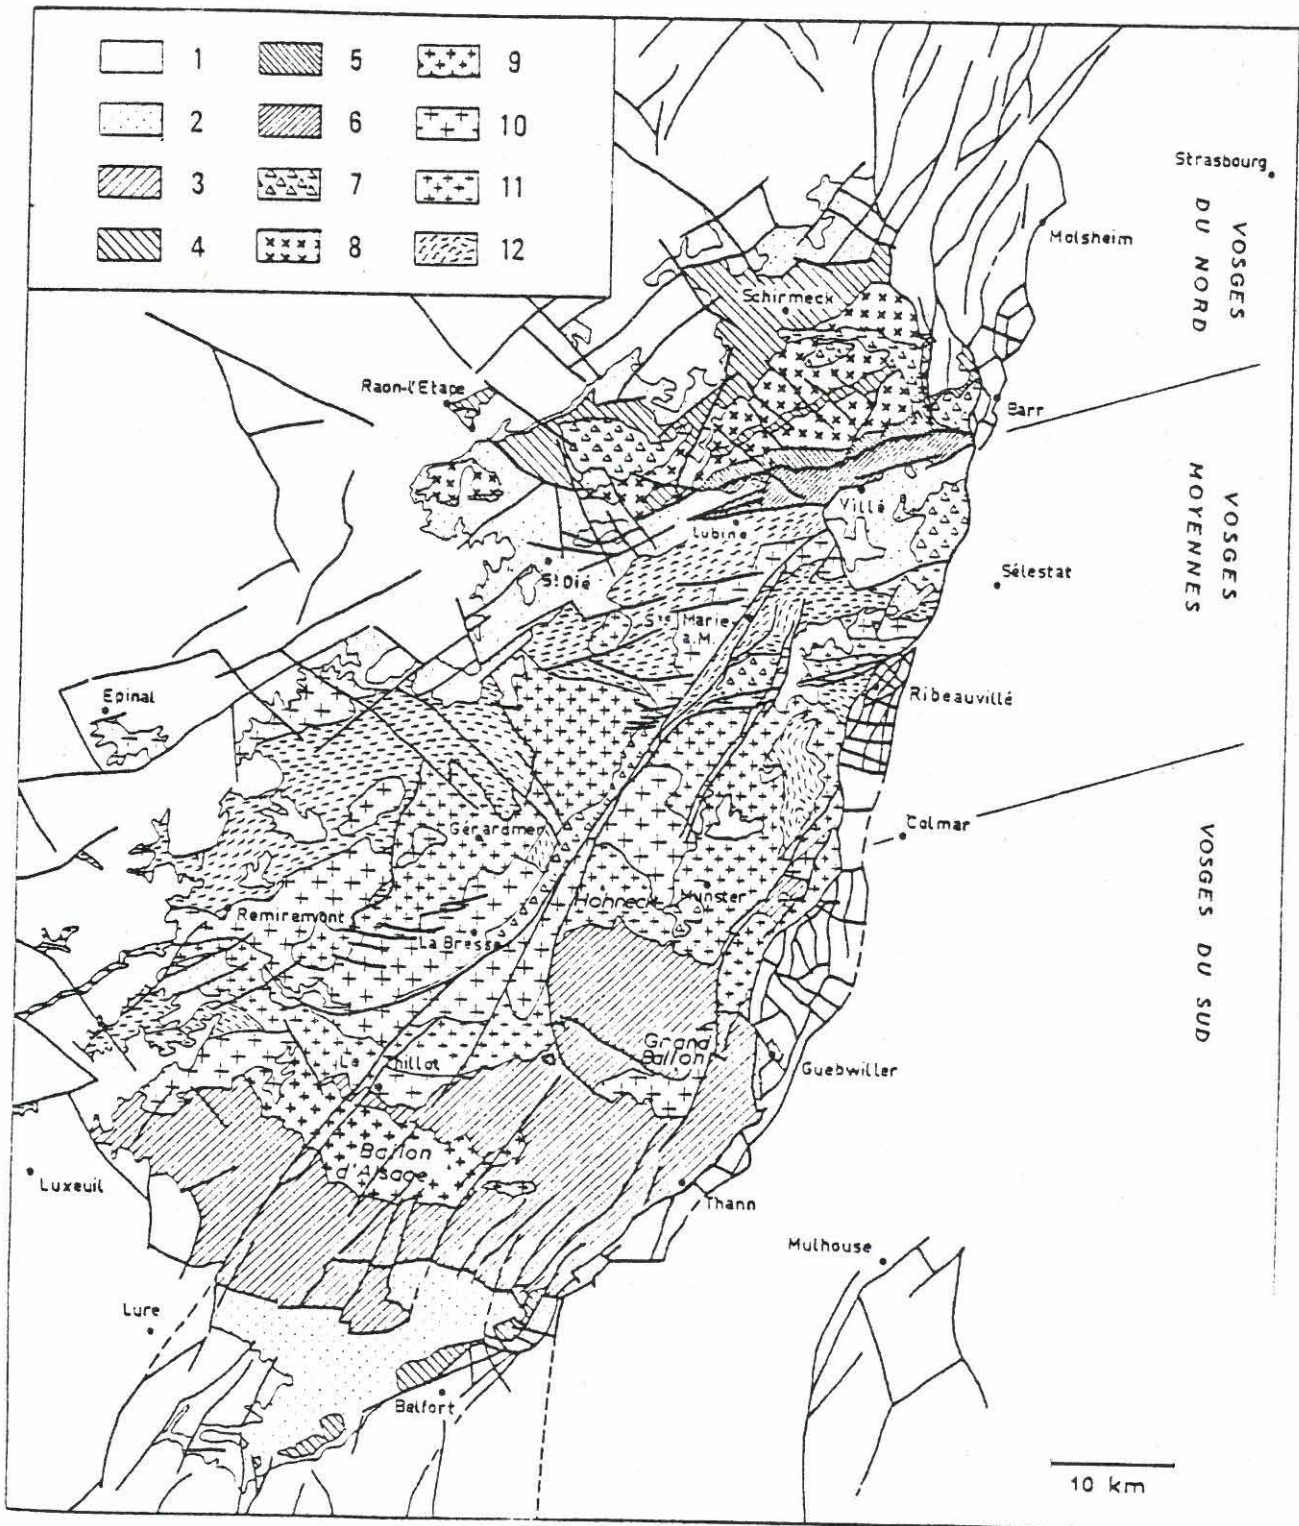 1 5 9
2 6 10
3 7 11
4 8 12
Strasbourg
Molsheim
VOSGES
DU NORD
Schirmeck
Raon-l'Etape
Barr
VOSGES
MOYENNES
Villé
Lubine
St Dié
Sélestat
Ste Marie
a.M.
Epinal
Ribeauvillé
Gérardmer
Colmar
VOSGES DU SUD
Hohneck
Munster
Remiremont
La Bresse
Grand
Ballon
Le Thillot
Guebwiller
Ballon
d'Alsace
Luxeuil
Thann
Mulhouse
Lure
Belfort
10 km